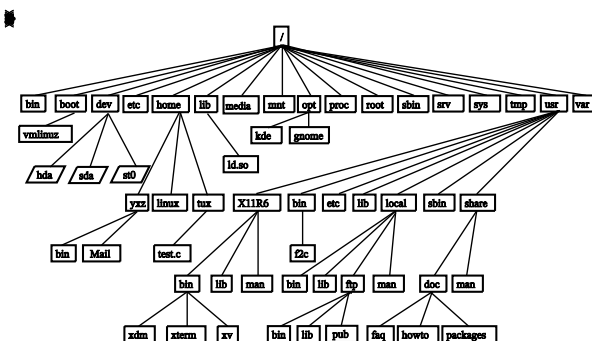 /
bin boot dev etc home lib media mnt opt proc root sbin srv sys tmp usr var
vmlinuz kde gnome
ld.so
hda sda st0
yxz linux tux X11R6 bin etc lib local sbin share
bin Mail test.c f2c
bin lib man bin lib ftp man doc man
xdm xterm xv bin lib pub faq howto packages